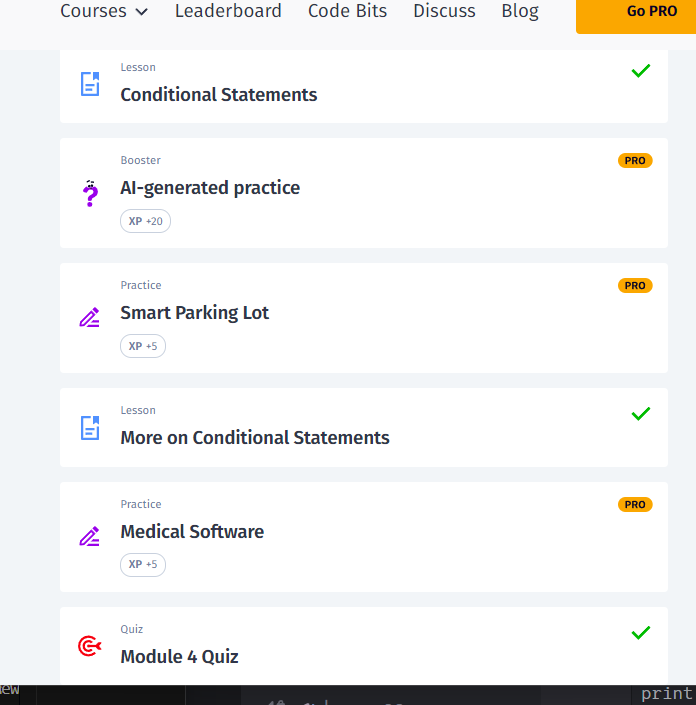 Courses Leaderboard Code Bits Discuss Blog Go PRO
Lesson
Conditional Statements
Booster PRO
AI-generated practice
XP +20
Practice PRO
Smart Parking Lot
XP +5
Lesson
More on Conditional Statements
Practice PRO
Medical Software
XP +5
Quiz
Module 4 Quiz
print